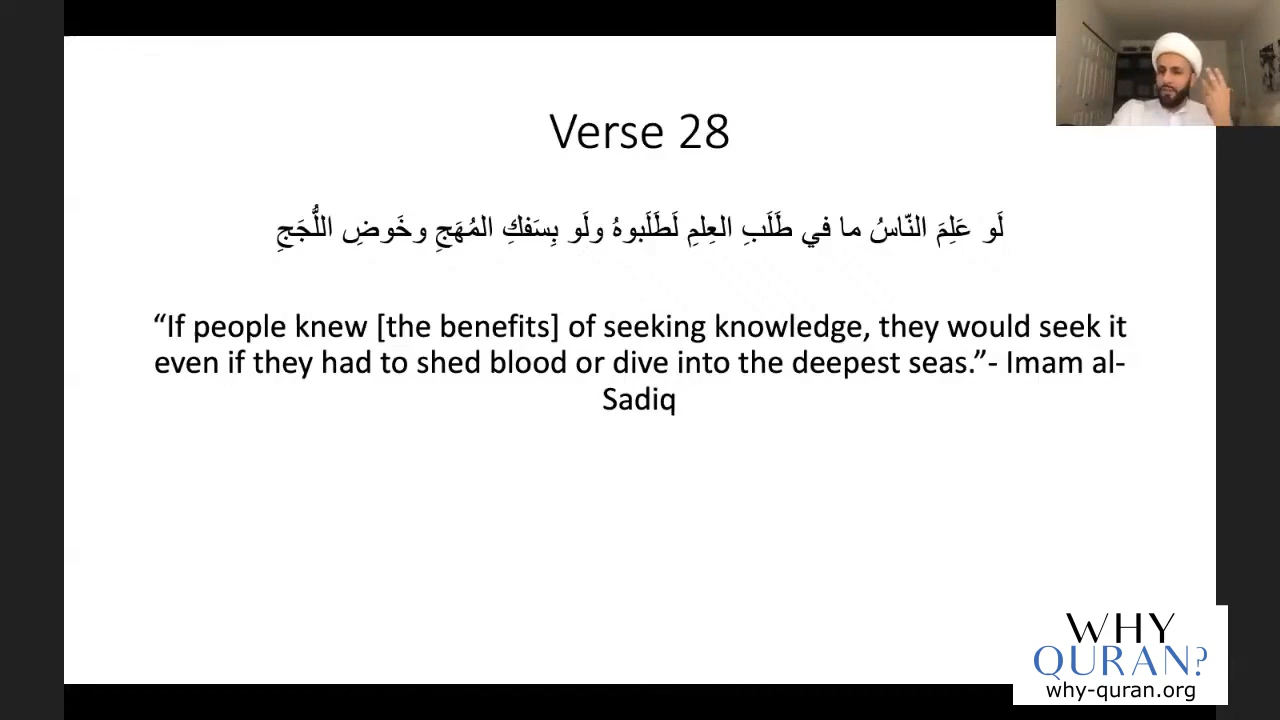 Verse 28
لَو عَلِمَ النّاسُ ما في طَلَبِ العِلمِ لَطَلَبوهُ ولَو بِسَفكِ المُهَجِ وخَوضِ اللُّجَجِ
“If people knew [the benefits] of seeking knowledge, they would seek it
even if they had to shed blood or dive into the deepest seas.”- Imam al-
Sadiq
WHY
QURAN?
why-quran.org